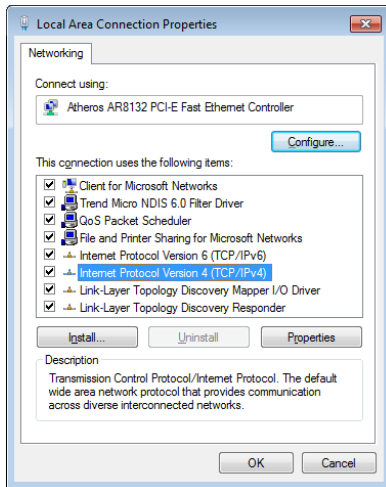 Local Area Connection Properties
Networking
Connect using:
Atheros AR8132 PCI-E Fast Ethernet Controller
Configure...
This connection uses the following items:
Client for Microsoft Networks
Trend Micro NDIS 6.0 Filter Driver
QoS Packet Scheduler
File and Printer Sharing for Microsoft Networks
Internet Protocol Version 6 (TCP/IPv6)
Internet Protocol Version 4 (TCP/IPv4)
Link-Layer Topology Discovery Mapper I/O Driver
Link-Layer Topology Discovery Responder
Install... Uninstall Properties
Description
Transmission Control Protocol/Internet Protocol. The default
wide area network protocol that provides communication
across diverse interconnected networks.
OK Cancel